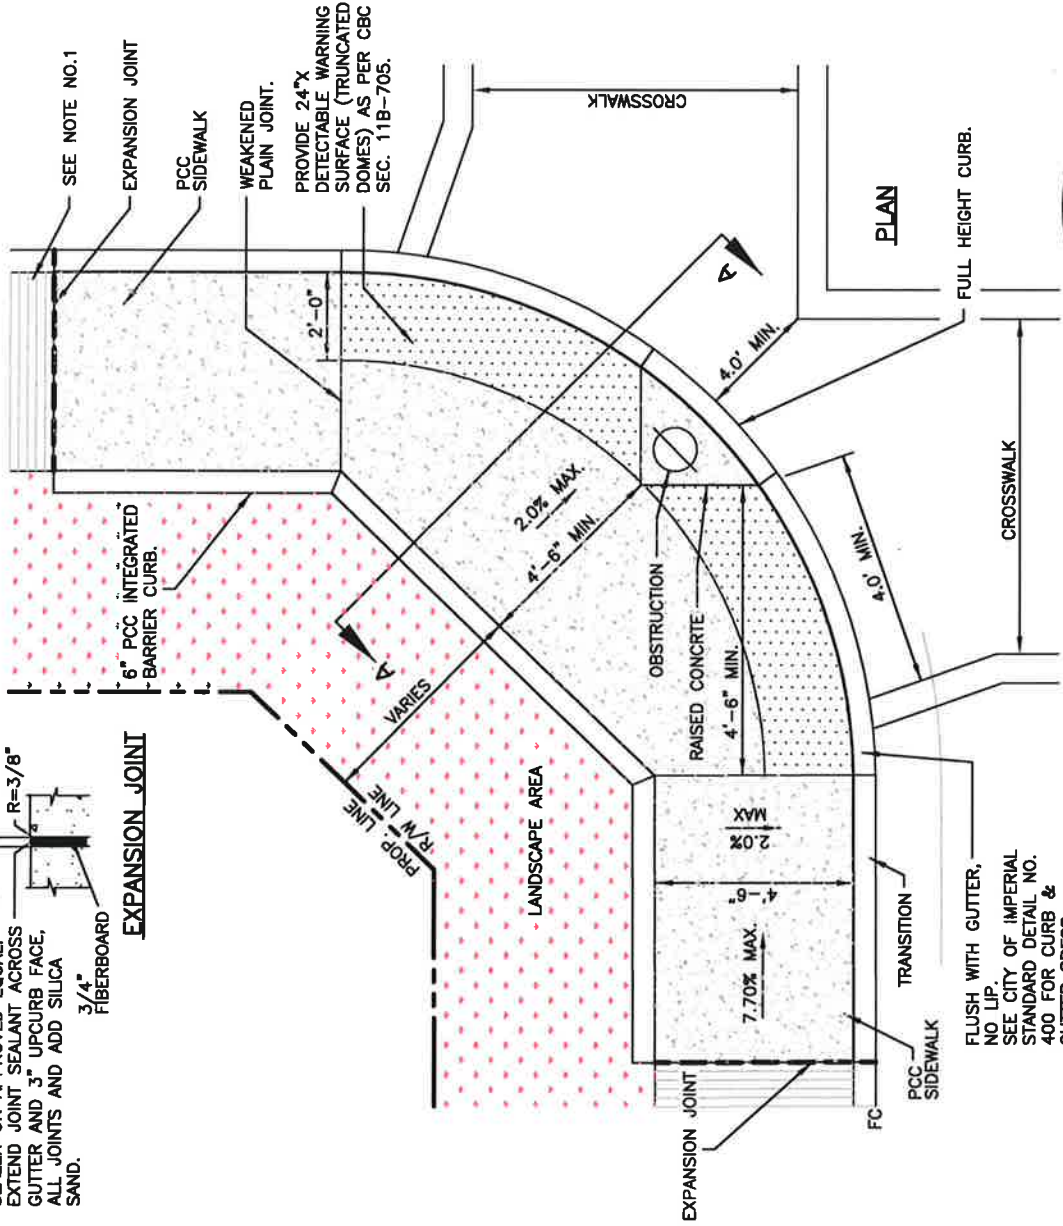 EXTEND JOINT SEALANT ACROSS
GUTTER AND 3" UPCURB FACE,
ALL JOINTS AND ADD SILICA
SAND.
R=3/8"
3/4"
FIBERBOARD
EXPANSION JOINT
6" PCC INTEGRATED
BARRIER CURB.
SEE NOTE NO.1
EXPANSION JOINT
PCC
SIDEWALK
WEAKENED
PLAIN JOINT.
PROVIDE 24"X
DETECTABLE WARNING
SURFACE (TRUNCATED
DOMES) AS PER CBC
SEC. 11B-705.
2'-0"
CROSSWALK
PLAN
A
4.0' MIN.
FULL HEIGHT CURB.
2.0% MAX.
4'-6" MIN.
A
VARIES
PROP. LINE
R/W LINE
LANDSCAPE AREA
OBSTRUCTION
RAISED CONCRTE
4'-6" MIN.
4.0' MIN.
CROSSWALK
2.0%
MAX
4'-6"
7.70% MAX.
TRANSITION
PCC
SIDEWALK
EXPANSION JOINT
FC
FLUSH WITH GUTTER,
NO LIP.
SEE CITY OF IMPERIAL
STANDARD DETAIL NO.
400 FOR CURB &